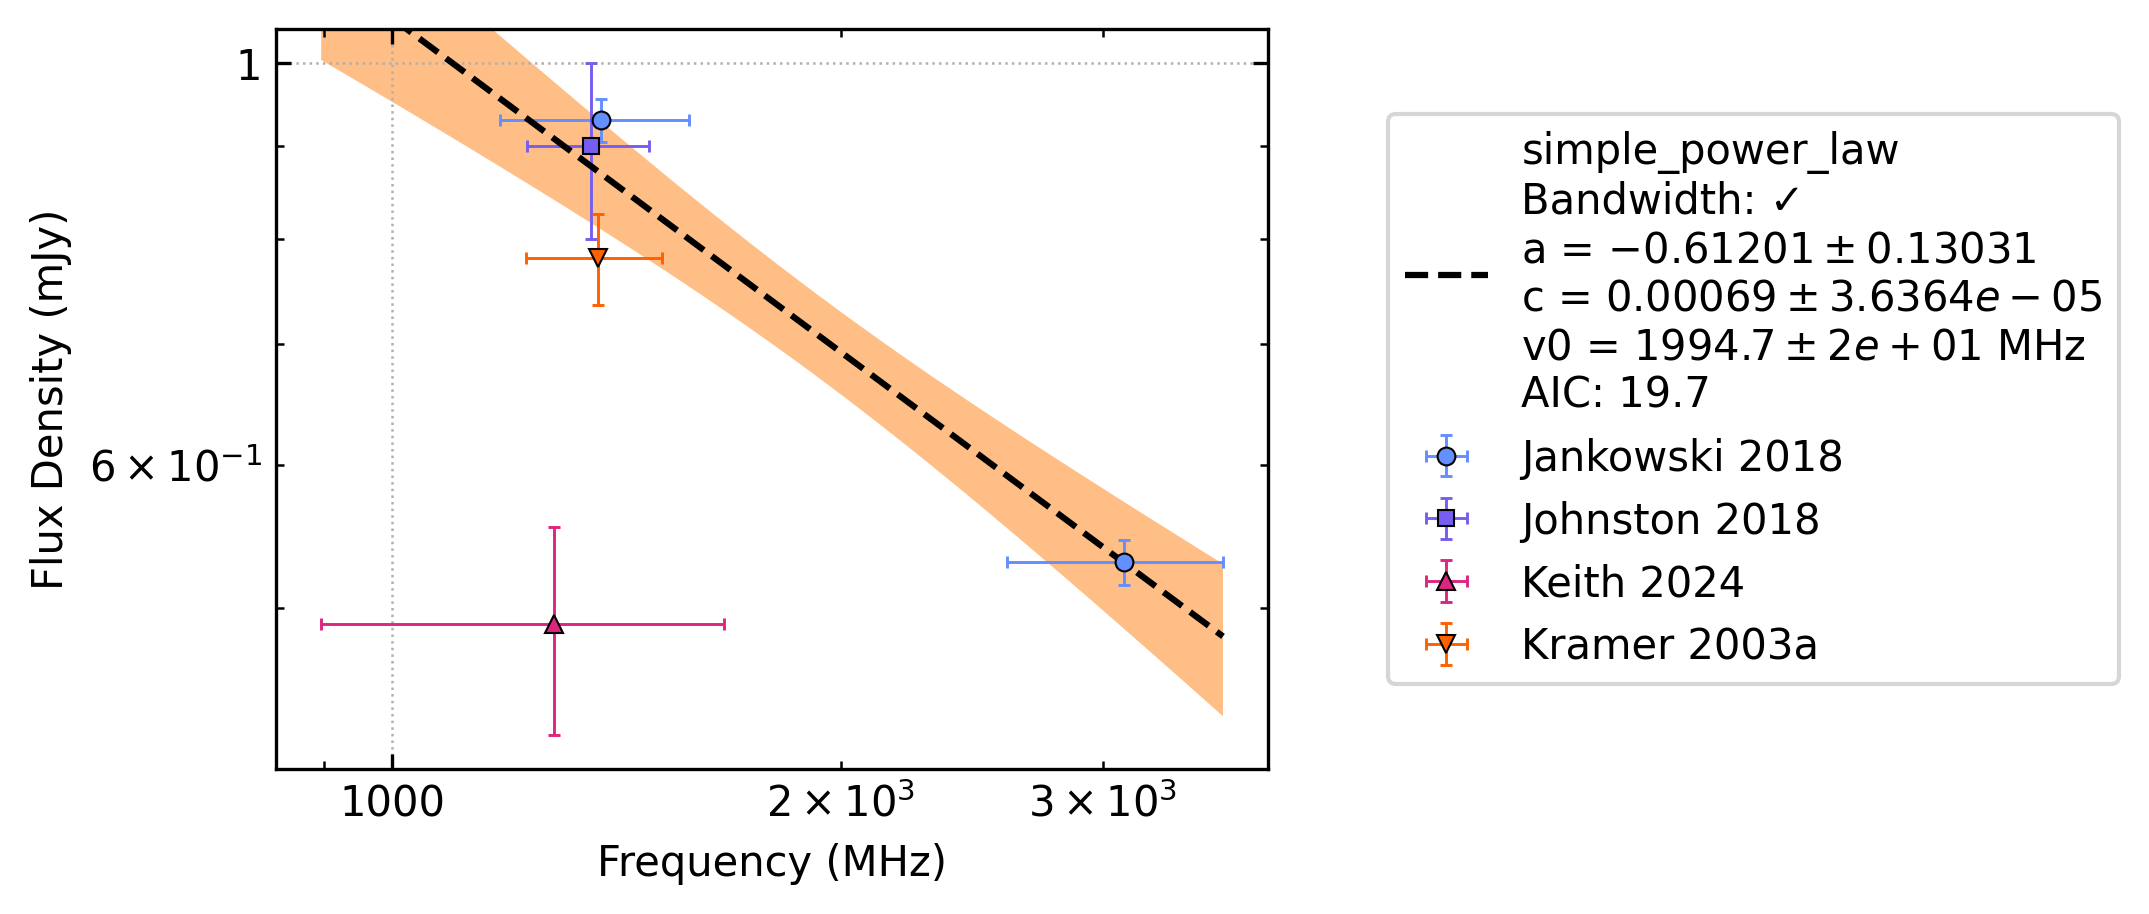 1
6×10⁻¹
Flux Density (mJy)
1000
2×10³
3×10³
Frequency (MHz)
simple_power_law
Bandwidth: ✓
a = −0.61201 ± 0.13031
c = 0.00069 ± 3.6364e − 05
v0 = 1994.7 ± 2e + 01 MHz
AIC: 19.7
Jankowski 2018
Johnston 2018
Keith 2024
Kramer 2003a